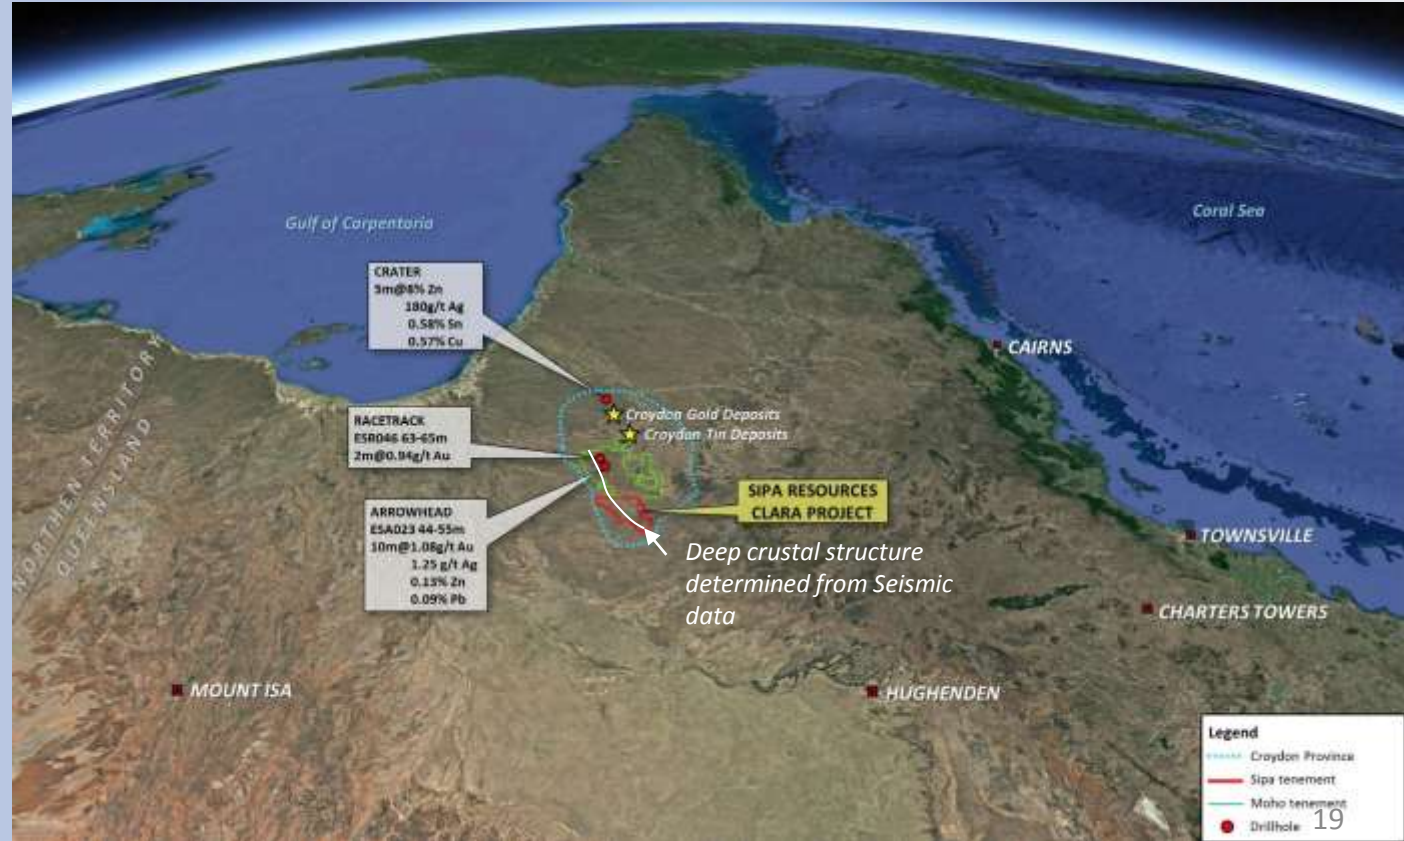 Gulf of Carpentaria
Coral Sea
CRATER
5m@8% Zn
180g/t Ag
0.58% Sn
0.57% Cu
CAIRNS
NORTHEN TERRITORY
QUEENSLAND
Croydon Gold Deposits
Croydon Tin Deposits
RACETRACK
ESR046 63-65m
2m@0.94g/t Au
SIPA RESOURCES
CLARA PROJECT
ARROWHEAD
ESA023 44-55m
10m@1.08g/t Au
1.25 g/t Ag
0.13% Zn
0.09% Pb
Deep crustal structure
determined from Seismic
data
TOWNSVILLE
CHARTERS TOWERS
MOUNT ISA
HUGHENDEN
Legend
Croydon Province
Sipa tenement
Moho tenement
Drillhole
19